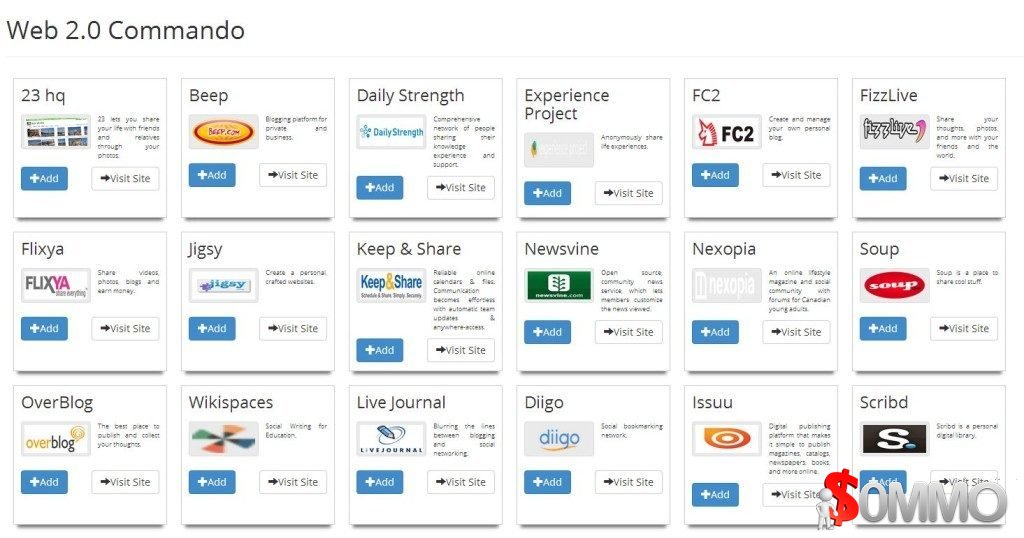 Web 2.0 Commando
23 hq
23 lets you share
your life with friends
and relatives
through your
photos.
Add
Visit Site
Beep
BEEP.COM
Blogging platform for
private and
business.
Add
Visit Site
Daily Strength
DailyStrength
Comprehensive
network of people
sharing their
knowledge
experience and
support.
Add
Visit Site
Experience
Project
experience project
Anonymously share
life experiences.
Add
Visit Site
FC2
FC2
Create and manage
your own personal
blog.
Add
Visit Site
FizzLive
fizzlive
Share your
thoughts, photos,
and more with your
friends and the
world.
Add
Visit Site
Flixya
FLIXYA
share everything
Share videos,
photos, blogs and
earn money.
Add
Visit Site
Jigsy
jigsy
Create a personal
crafted websites.
Add
Visit Site
Keep & Share
Keep&Share
Schedule & Share. Simply. Securely.
Reliable online
calendars & files.
Communication
becomes effortless
with automatic team
updates &
anywhere-access.
Add
Visit Site
Newsvine
newsvine.com
Open source,
community news
service, which lets
members customize
the news viewed.
Add
Visit Site
Nexopia
nexopia
An online lifestyle
magazine and social
community with
forums for Canadian
young adults.
Add
Visit Site
Soup
soup
Soup is a place to
share cool stuff.
Add
Visit Site
OverBlog
overblog
The best place to
publish and collect
your thoughts.
Add
Visit Site
Wikispaces
Social Writing for
Education.
Add
Visit Site
Live Journal
LIVEJOURNAL
Blurring the lines
between blogging
and social
networking.
Add
Visit Site
Diigo
diigo
Social bookmarking
network.
Add
Visit Site
Issuu
Digital publishing
platform that makes
it simple to publish
magazines, catalogs,
newspapers, books,
and more online.
Add
Visit Site
Scribd
S.
Scribd is a personal
digital library.
Add
Visit Site
$OMMO